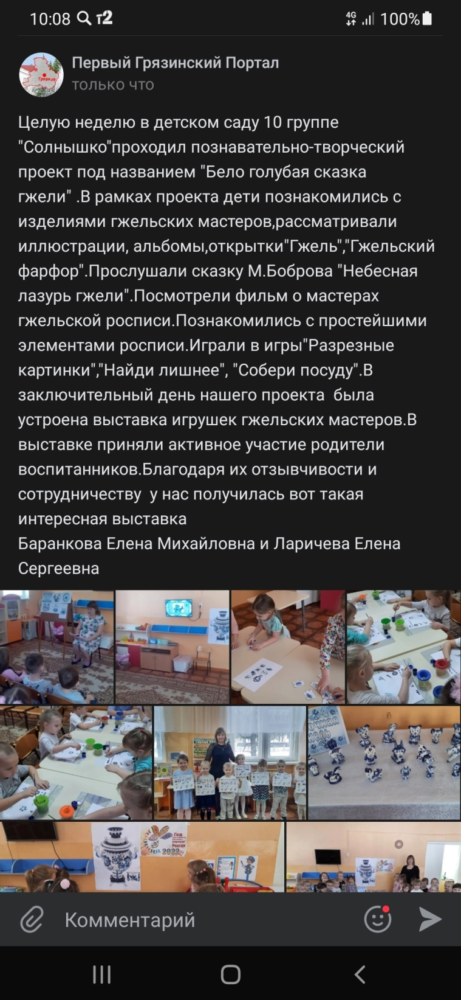 10:08 T2 4G 100%
Первый Грязинский Портал
только что
Целую неделю в детском саду 10 группе
"Солнышко"проходил познавательно-творческий
проект под названием "Бело голубая сказка
гжели" .В рамках проекта дети познакомились с
изделиями гжельских мастеров,рассматривали
иллюстрации, альбомы,открытки"Гжель","Гжельский
фарфор".Прослушали сказку М.Боброва "Небесная
лазурь гжели".Посмотрели фильм о мастерах
гжельской росписи.Познакомились с простейшими
элементами росписи.Играли в игры"Разрезные
картинки","Найди лишнее", "Собери посуду".В
заключительный день нашего проекта  была
устроена выставка игрушек гжельских мастеров.В
выставке приняли активное участие родители
воспитанников.Благодаря их отзывчивости и
сотрудничеству  у нас получилась вот такая
интересная выставка
Баранкова Елена Михайловна и Ларичева Елена
Сергеевна
Год
России
2022
Комментарий